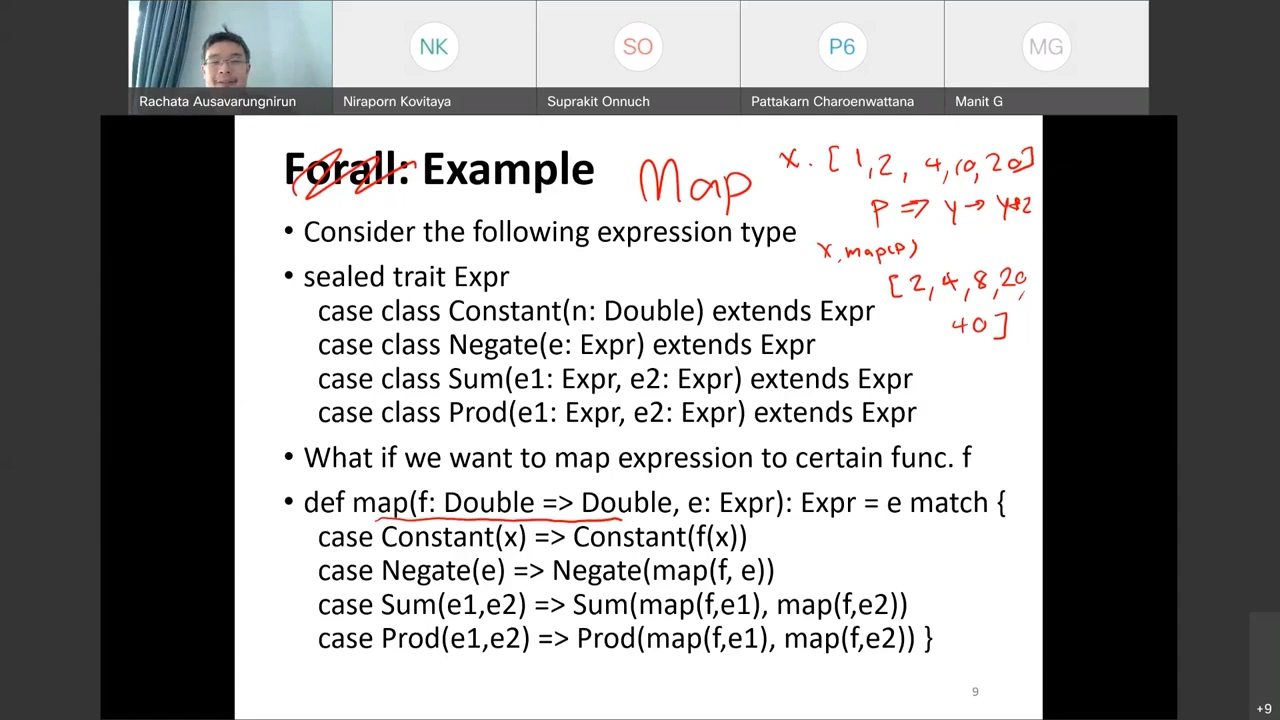 NK
SO
P6
MG
Rachata Ausavarungnirun
Niraporn Kovitaya
Suprakit Onnuch
Pattakarn Charoenwattana
Manit G
Forall: Example
Map
x. [1,2, 4,10,20]
P => y → y*2
x.map(P)
[2,4,8,20,
40]
• Consider the following expression type
• sealed trait Expr
case class Constant(n: Double) extends Expr
case class Negate(e: Expr) extends Expr
case class Sum(e1: Expr, e2: Expr) extends Expr
case class Prod(e1: Expr, e2: Expr) extends Expr
• What if we want to map expression to certain func. f
• def map(f: Double => Double, e: Expr): Expr = e match {
case Constant(x) => Constant(f(x))
case Negate(e) => Negate(map(f, e))
case Sum(e1,e2) => Sum(map(f,e1), map(f,e2))
case Prod(e1,e2) => Prod(map(f,e1), map(f,e2)) }
9
+9